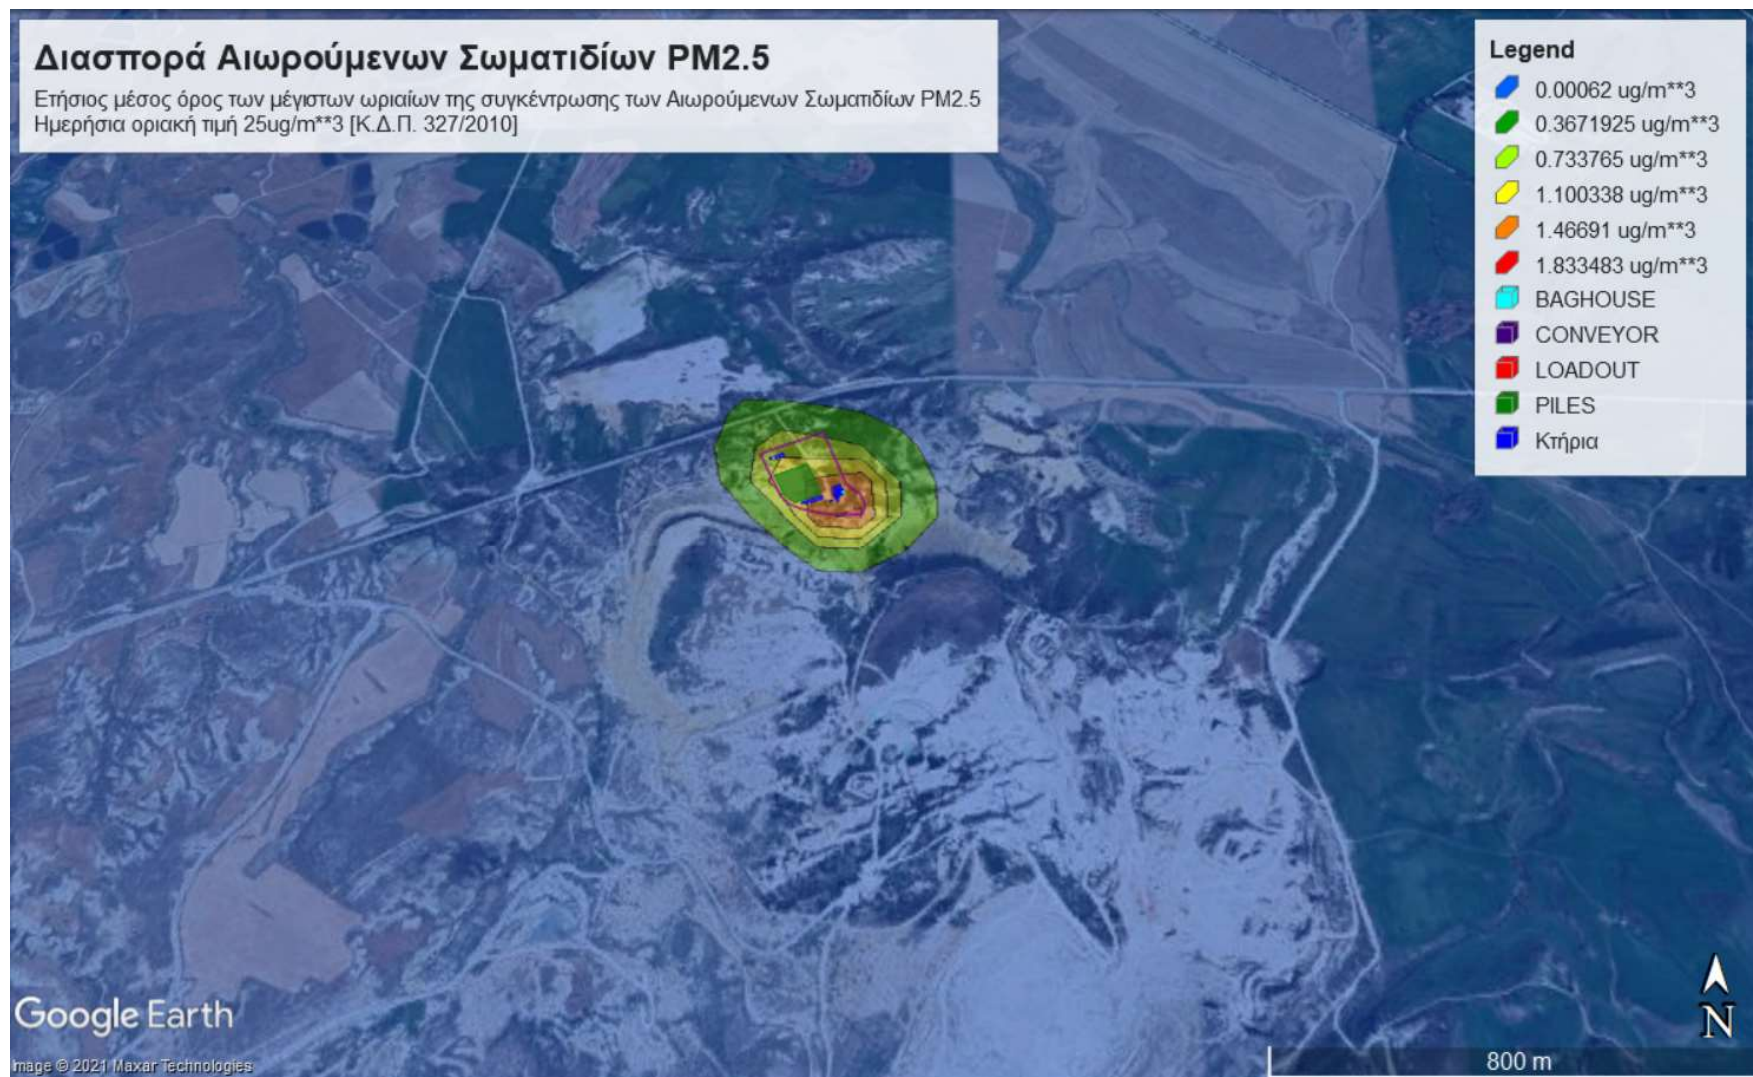 Διασπορά Αιωρούμενων Σωματιδίων PM2.5
Ετήσιος μέσος όρος των μέγιστων ωριαίων της συγκέντρωσης των Αιωρούμενων Σωματιδίων PM2.5
Ημερήσια οριακή τιμή 25ug/m**3 [Κ.Δ.Π. 327/2010]
Legend
0.00062 ug/m**3
0.3671925 ug/m**3
0.733765 ug/m**3
1.100338 ug/m**3
1.46691 ug/m**3
1.833483 ug/m**3
BAGHOUSE
CONVEYOR
LOADOUT
PILES
Κτήρια
Google Earth
Image © 2021 Maxar Technologies
N
800 m